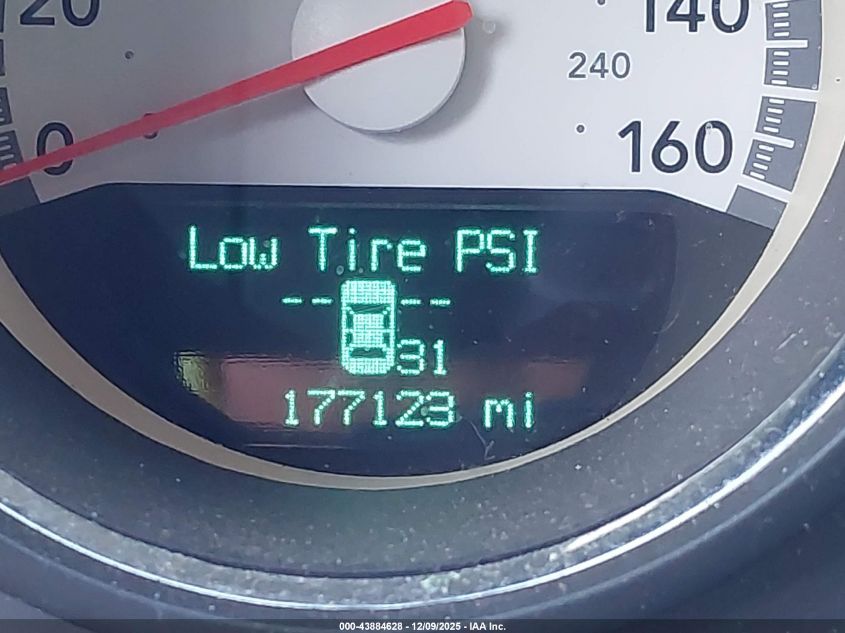 20 140
240
0 160
Low Tire PSI
-- --
31
177123 mi
000-43884628 - 12/09/2025 - IAA Inc.